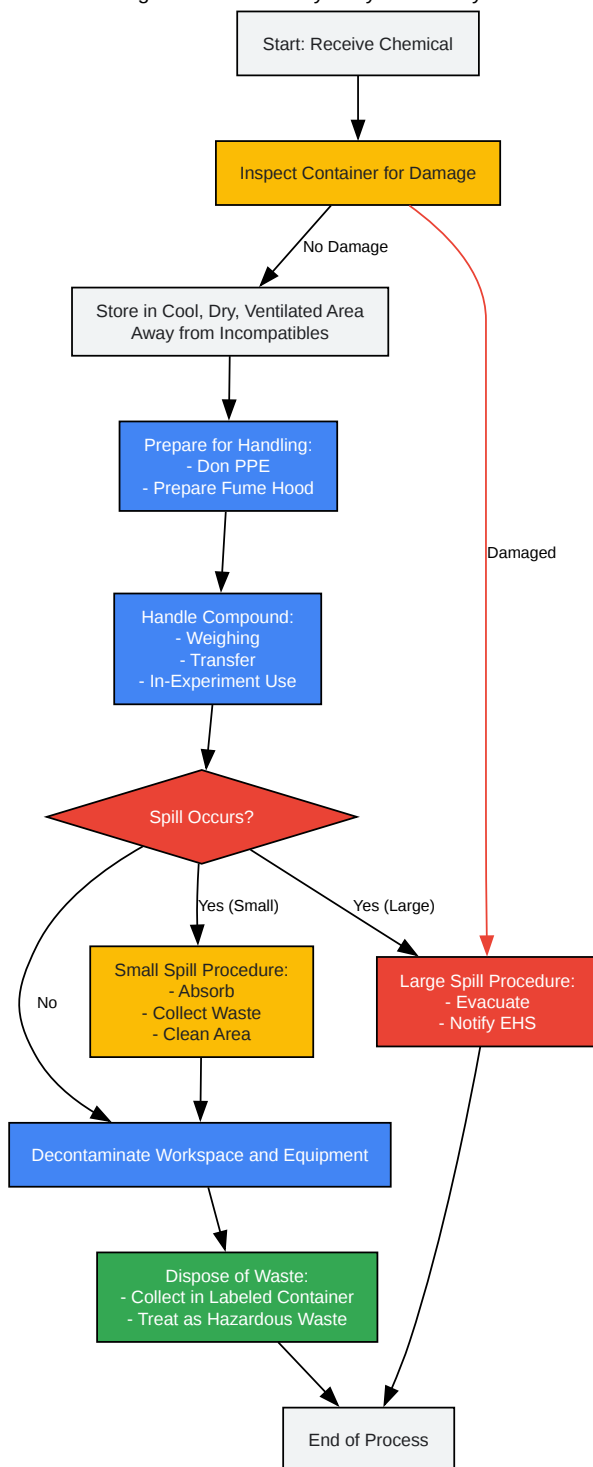 Start: Receive Chemical
Inspect Container for Damage
No Damage
Store in Cool, Dry, Ventilated Area
Away from Incompatibles
Prepare for Handling:
- Don PPE
- Prepare Fume Hood
Damaged
Handle Compound:
- Weighing
- Transfer
- In-Experiment Use
Spill Occurs?
Yes (Small)
Yes (Large)
No
Small Spill Procedure:
- Absorb
- Collect Waste
- Clean Area
Large Spill Procedure:
- Evacuate
- Notify EHS
Decontaminate Workspace and Equipment
Dispose of Waste:
- Collect in Labeled Container
- Treat as Hazardous Waste
End of Process